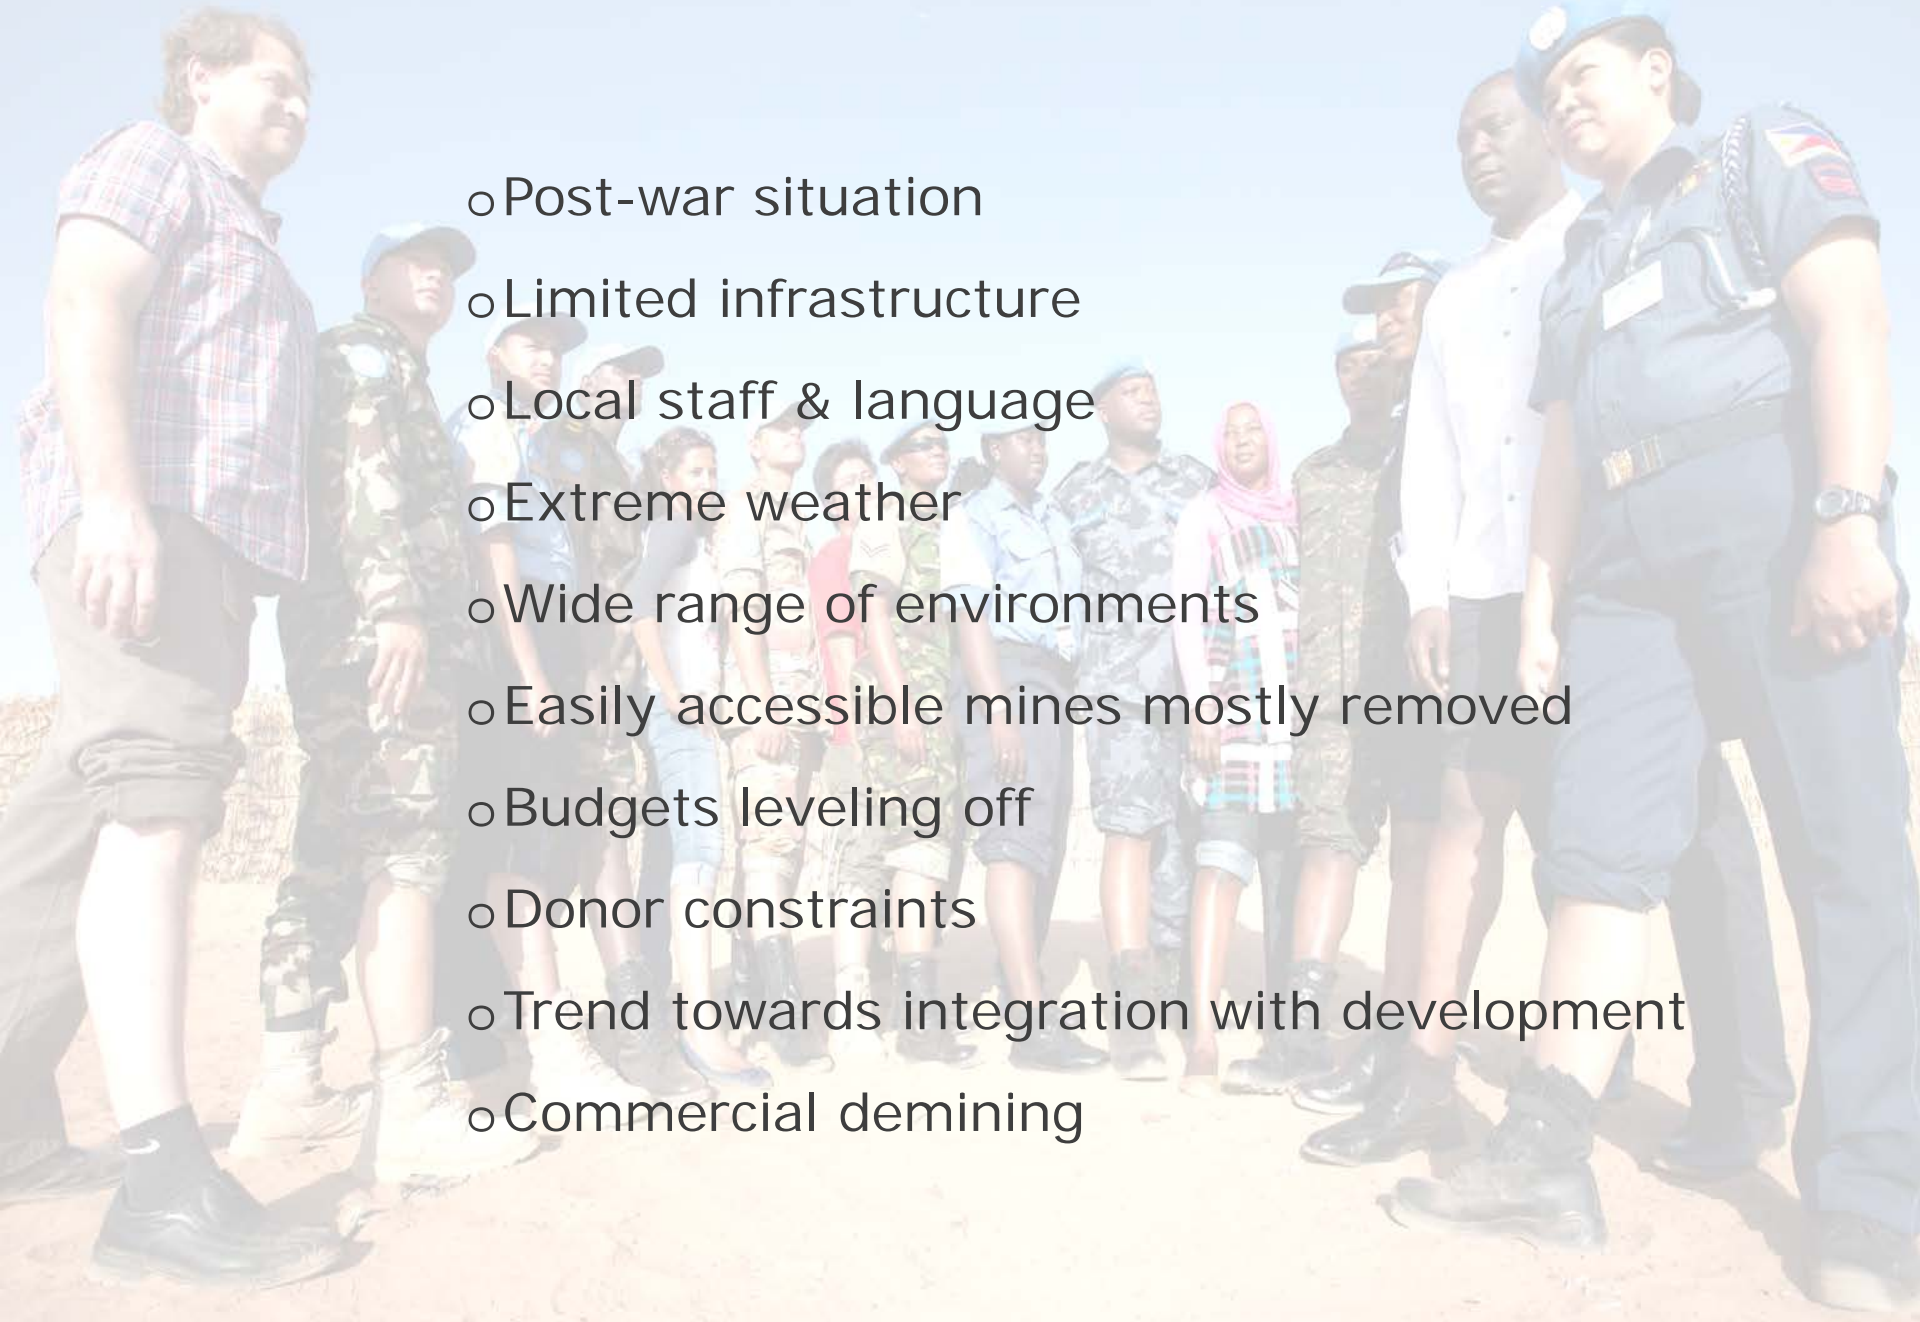 oPost-war situation
oLimited infrastructure
oLocal staff & language
oExtreme weather
oWide range of environments
oEasily accessible mines mostly removed
oBudgets leveling off
oDonor constraints
oTrend towards integration with development
oCommercial demining